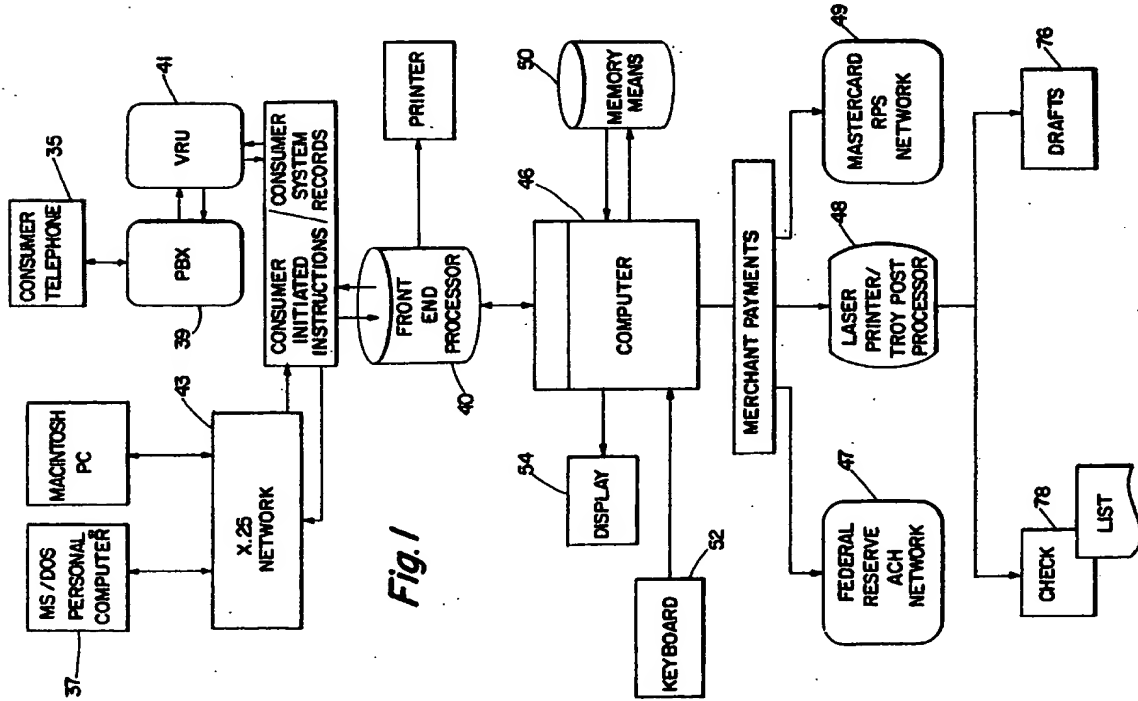 CONSUMER
TELEPHONE
35
PBX
39
VRU
41
MACINTOSH
PC
MS/DOS
PERSONAL
COMPUTER
37
43
X.25
NETWORK
CONSUMER
INITIATED
INSTRUCTIONS
/
CONSUMER
SYSTEM
RECORDS
FRONT
END
PROCESSOR
40
PRINTER
Fig. 1
46
COMPUTER
50
MEMORY
MEANS
54
DISPLAY
KEYBOARD
52
MERCHANT PAYMENTS
47
FEDERAL
RESERVE
ACH
NETWORK
48
LASER
PRINTER/
TROY POST
PROCESSOR
49
MASTERCARD
RPS
NETWORK
78
CHECK
LIST
76
DRAFTS